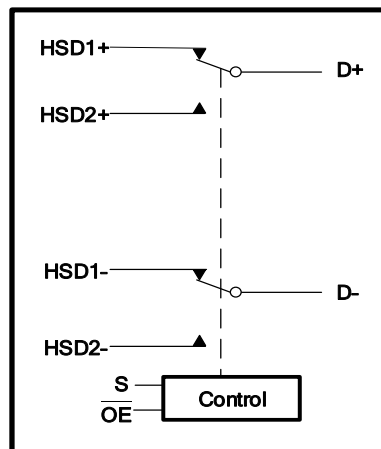 HSD1+
D+
HSD2+
HSD1-
D-
HSD2-
S
OE
Control